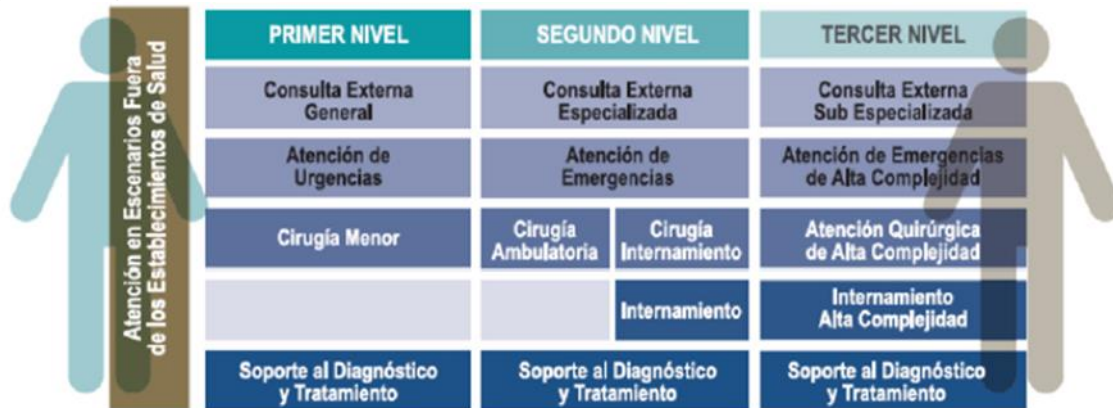 Atención en Escenarios Fuera
de los Establecimientos de Salud
PRIMER NIVEL
SEGUNDO NIVEL
TERCER NIVEL
Consulta Externa
General
Consulta Externa
Especializada
Consulta Externa
Sub Especializada
Atención de
Urgencias
Atención de
Emergencias
Atención de Emergencias
de Alta Complejidad
Cirugía Menor
Cirugía
Ambulatoria
Cirugía
Internamiento
Atención Quirúrgica
de Alta Complejidad
Internamiento
Internamiento
Alta Complejidad
Soporte al Diagnóstico
y Tratamiento
Soporte al Diagnóstico
y Tratamiento
Soporte al Diagnóstico
y Tratamiento